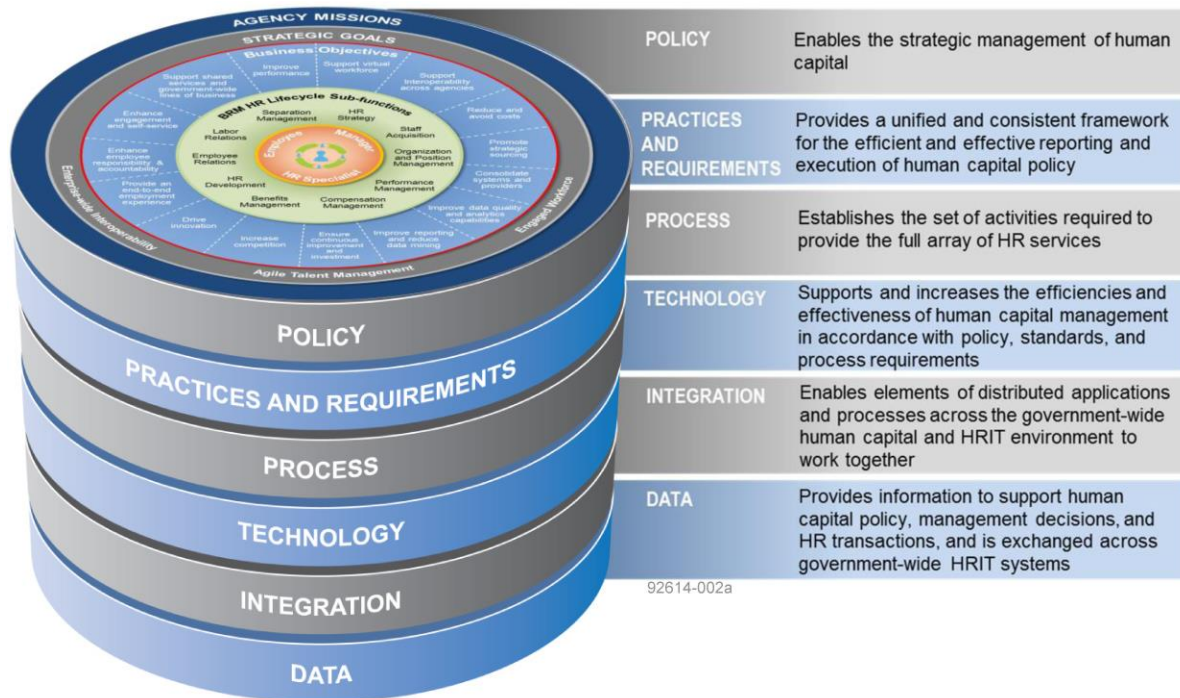 AGENCY MISSIONS
STRATEGIC GOALS
Business Objectives
Support shared
services and
government-wide
lines of business
Improve
performance
Support virtual
workforce
Support
Interoperability
across agencies
Reduce and
avoid costs
Promote
strategic
sourcing
Consolidate
systems and
providers
Improve data quality
and analytics
capabilities
Improve reporting
and reduce
data mining
Ensure
continuous
improvement
and
investment
Increase
competition
Drive
innovation
Provide an
end-to-end
employment
experience
Enhance
employee
responsibility &
accountability
Enhance
engagement
and self-service
BRM HR Lifecycle Sub-functions
Separation
Management
HR
Strategy
Staff
Acquisition
Organization
and Position
Management
Performance
Management
Compensation
Management
Benefits
Management
HR
Development
Employee
Relations
Labor
Relations
Employee
Manager
HR Specialist
Enterprise-wide Interoperability
Agile Talent Management
Engaged Workforce
POLICY
PRACTICES AND REQUIREMENTS
PROCESS
TECHNOLOGY
INTEGRATION
DATA
POLICY
Enables the strategic management of human
capital
PRACTICES
AND
REQUIREMENTS
Provides a unified and consistent framework
for the efficient and effective reporting and
execution of human capital policy
PROCESS
Establishes the set of activities required to
provide the full array of HR services
TECHNOLOGY
Supports and increases the efficiencies and
effectiveness of human capital management
in accordance with policy, standards, and
process requirements
INTEGRATION
Enables elements of distributed applications
and processes across the government-wide
human capital and HRIT environment to
work together
DATA
Provides information to support human
capital policy, management decisions, and
HR transactions, and is exchanged across
government-wide HRIT systems
92614-002a